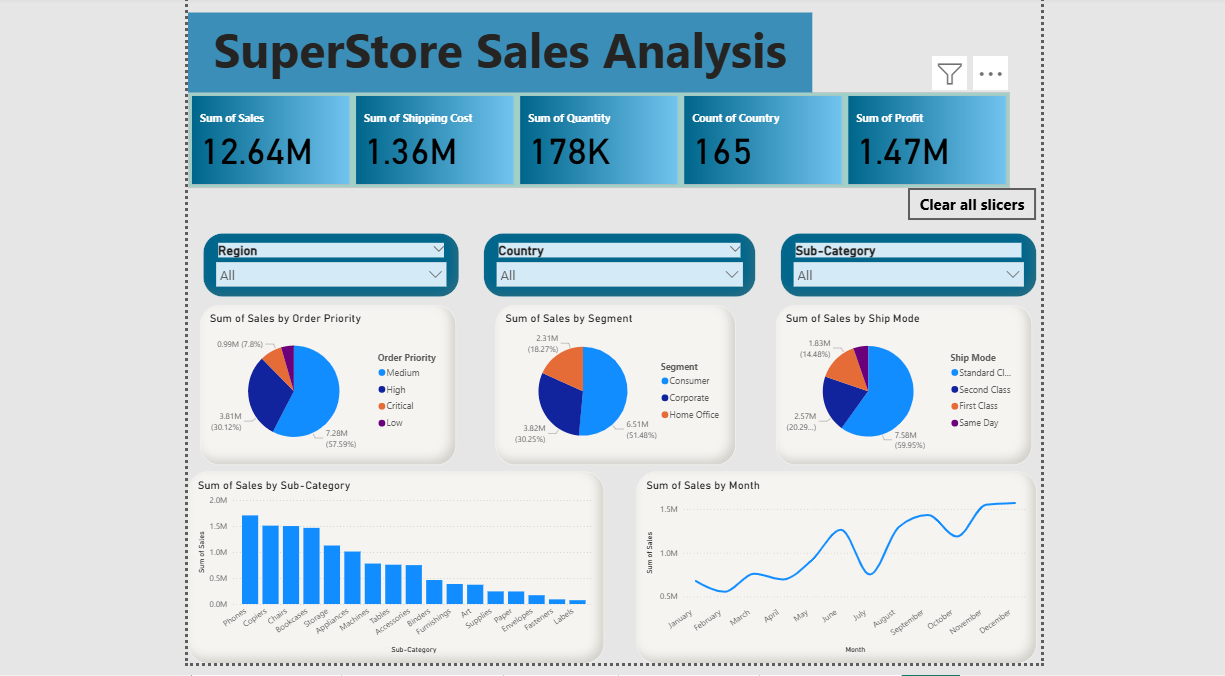 SuperStore Sales Analysis
Sum of Sales
12.64M
Sum of Shipping Cost
1.36M
Sum of Quantity
178K
Count of Country
165
Sum of Profit
1.47M
Clear all slicers
Region
All
Country
All
Sub-Category
All
Sum of Sales by Order Priority
0.99M (7.8%)
3.81M
(30.12%)
7.28M
(57.59%)
Order Priority
Medium
High
Critical
Low
Sum of Sales by Segment
2.31M
(18.27%)
3.82M
(30.25%)
6.51M
(51.48%)
Segment
Consumer
Corporate
Home Office
Sum of Sales by Ship Mode
1.83M
(14.48%)
2.57M
(20.29...)
7.58M
(59.95%)
Ship Mode
Standard Cl...
Second Class
First Class
Same Day
Sum of Sales by Sub-Category
Sum of Sales
2.0M
1.5M
1.0M
0.5M
0.0M
Phones
Copiers
Chairs
Bookcases
Storage
Appliances
Machines
Tables
Accessories
Binders
Furnishings
Art
Supplies
Paper
Envelopes
Fasteners
Labels
Sub-Category
Sum of Sales by Month
Sum of Sales
1.5M
1.0M
0.5M
January
February
March
April
May
June
July
August
September
October
November
December
Month